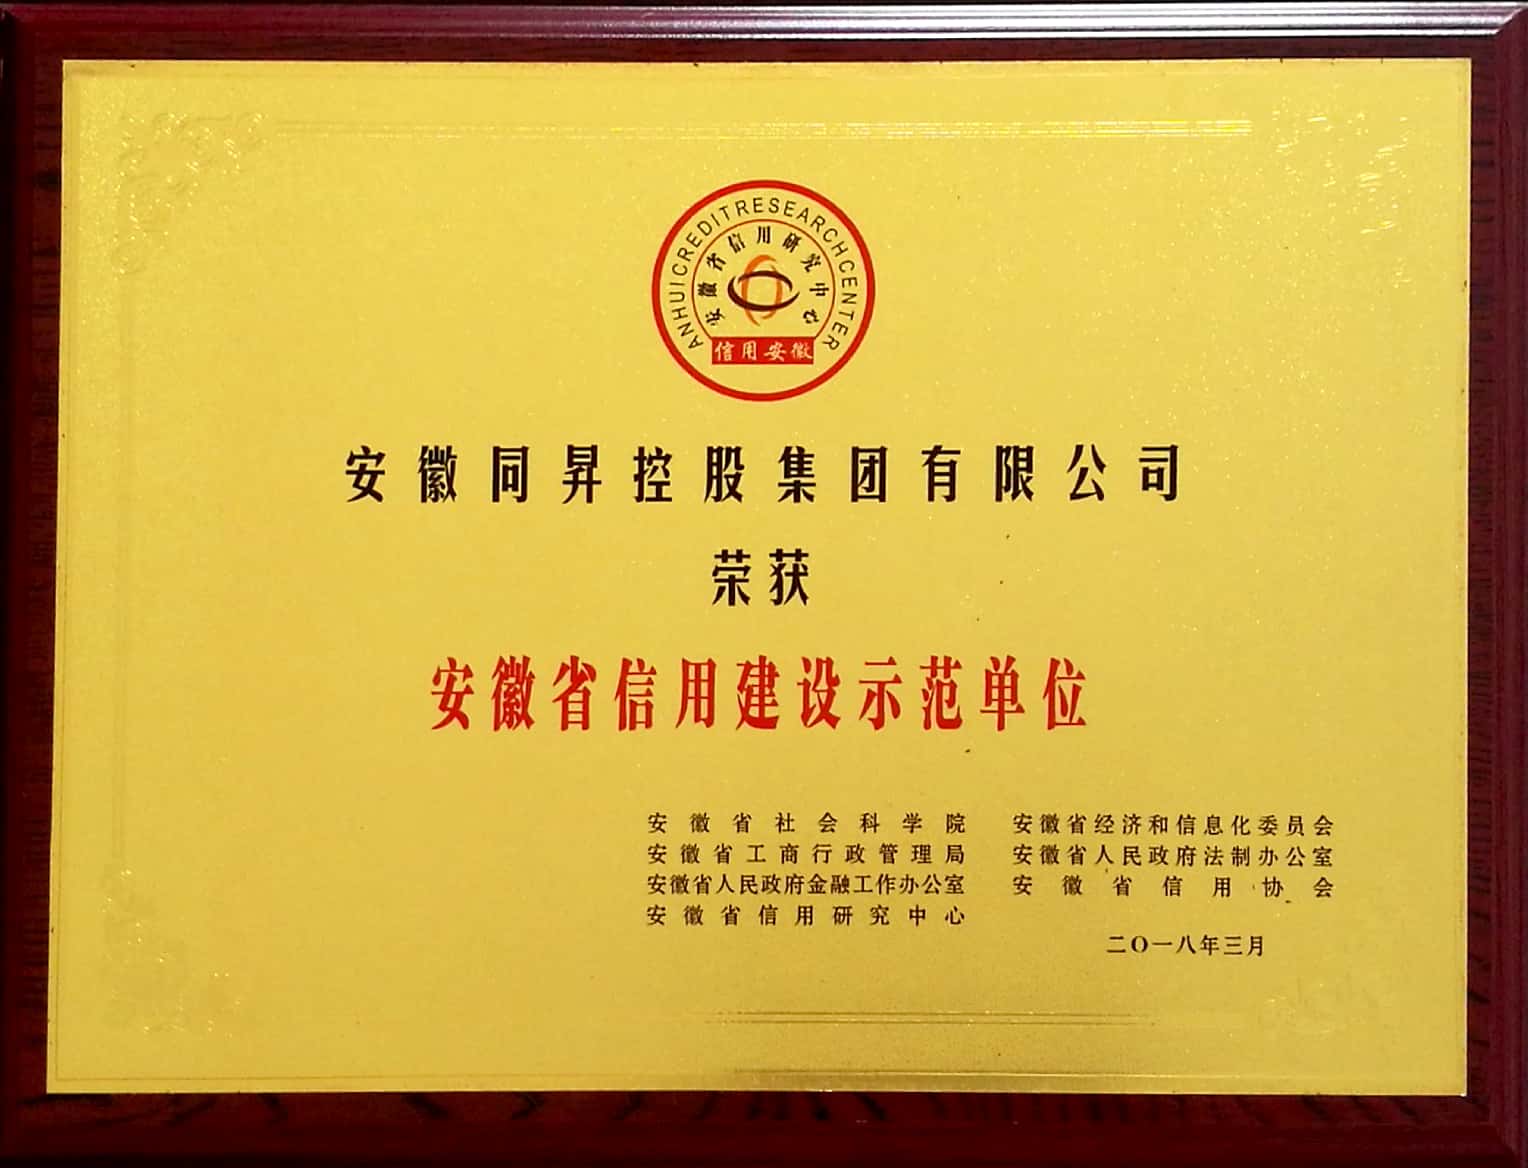 ANHUICREDITRESEARCHCENTER
安徽省信用研究中心
信用安徽
安徽同昇控股集团有限公司
荣获
安徽省信用建设示范单位
安徽省社会科学院 安徽省经济和信息化委员会
安徽省工商行政管理局 安徽省人民政府法制办公室
安徽省人民政府金融工作办公室 安徽省信用协会
安徽省信用研究中心
二〇一八年三月